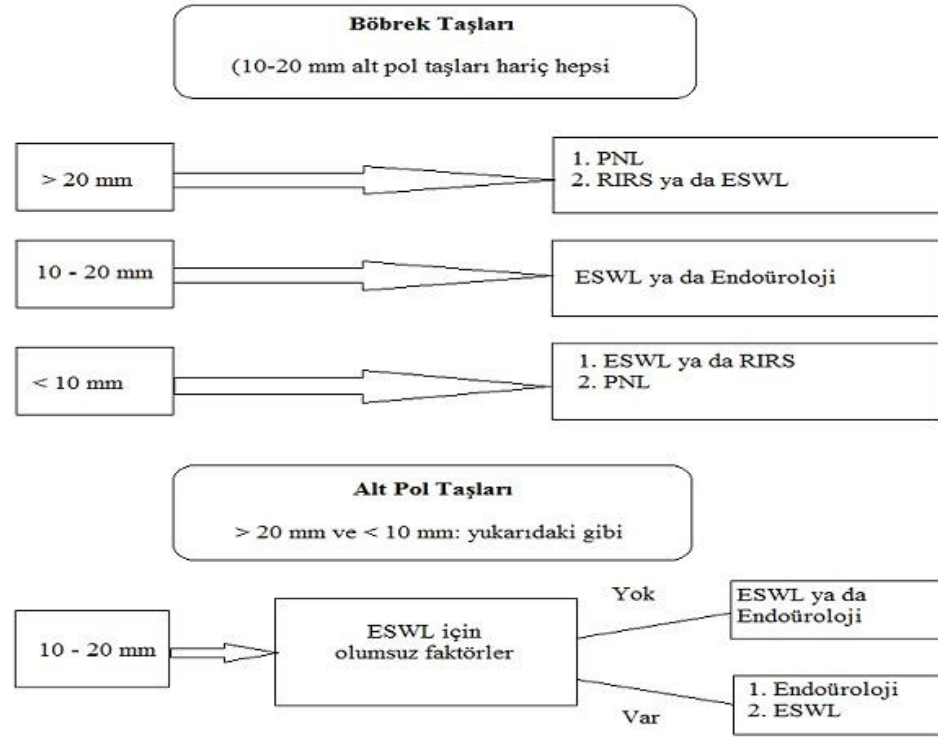 Böbrek Taşları
(10-20 mm alt pol taşları hariç hepsi
> 20 mm
1. PNL
2. RIRS ya da ESWL
10 - 20 mm
ESWL ya da Endoüroloji
< 10 mm
1. ESWL ya da RIRS
2. PNL
Alt Pol Taşları
> 20 mm ve < 10 mm: yukarıdaki gibi
10 - 20 mm
ESWL için
olumsuz faktörler
Yok
ESWL ya da
Endoüroloji
Var
1. Endoüroloji
2. ESWL